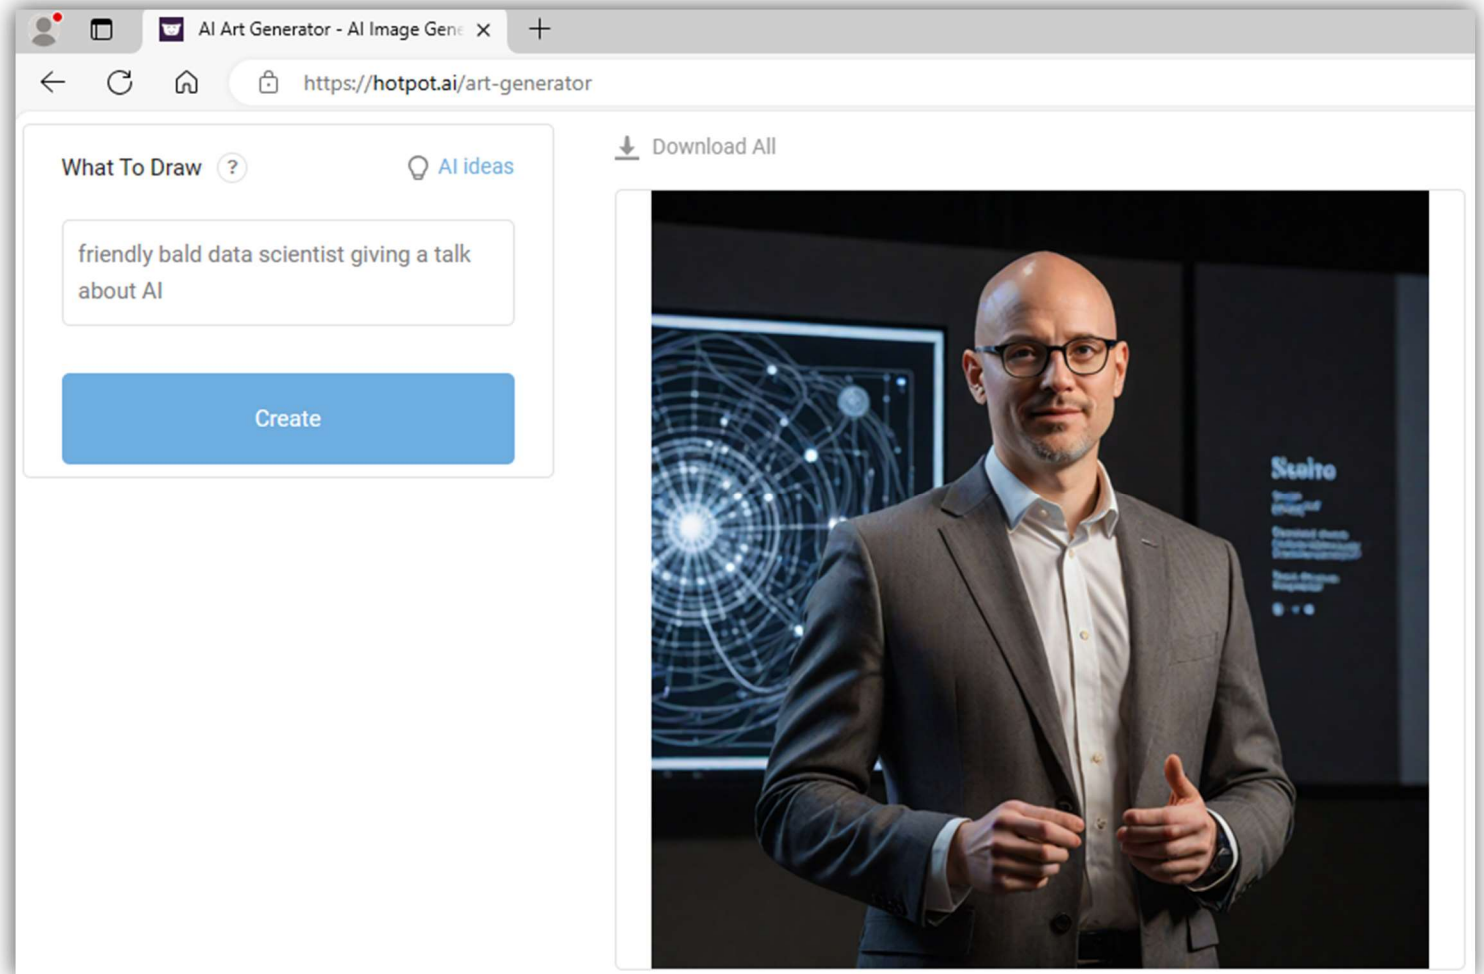 AI Art Generator - AI Image Gene
https://hotpot.ai/art-generator
What To Draw ?
AI ideas
friendly bald data scientist giving a talk
about AI
Create
Download All